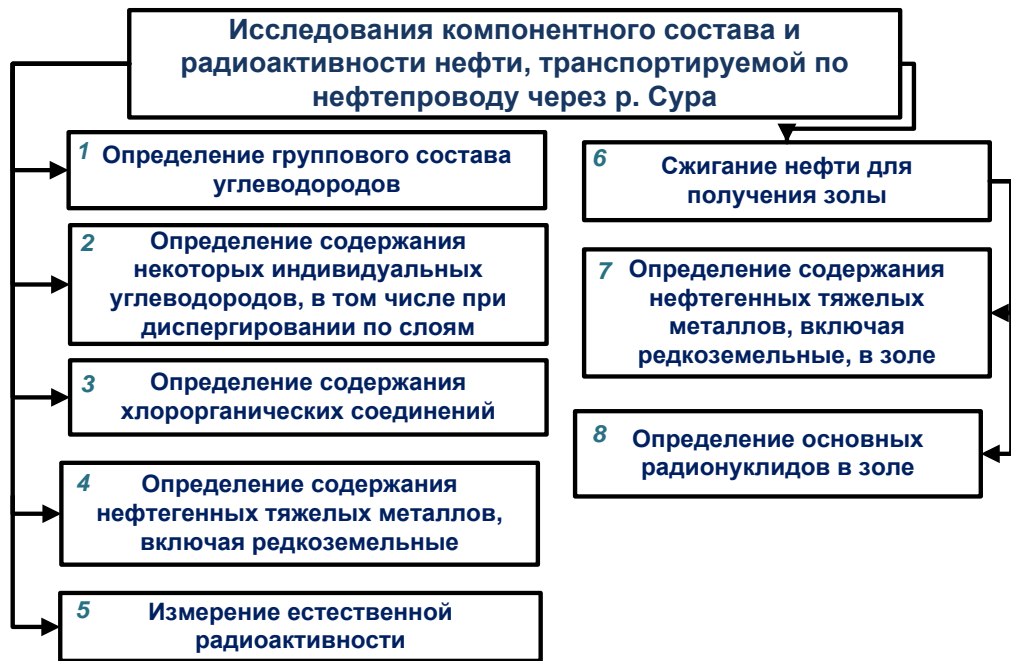 Исследования компонентного состава и
радиоактивности нефти, транспортируемой по
нефтепроводу через р. Сура
1 Определение группового состава
углеводородов
2 Определение содержания
некоторых индивидуальных
углеводородов, в том числе при
диспергировании по слоям
3 Определение содержания
хлорорганических соединений
4 Определение содержания
нефтегенных тяжелых металлов,
включая редкоземельные
5 Измерение естественной
радиоактивности
6 Сжигание нефти для
получения золы
7 Определение содержания
нефтегенных тяжелых
металлов, включая
редкоземельные, в золе
8 Определение основных
радионуклидов в золе